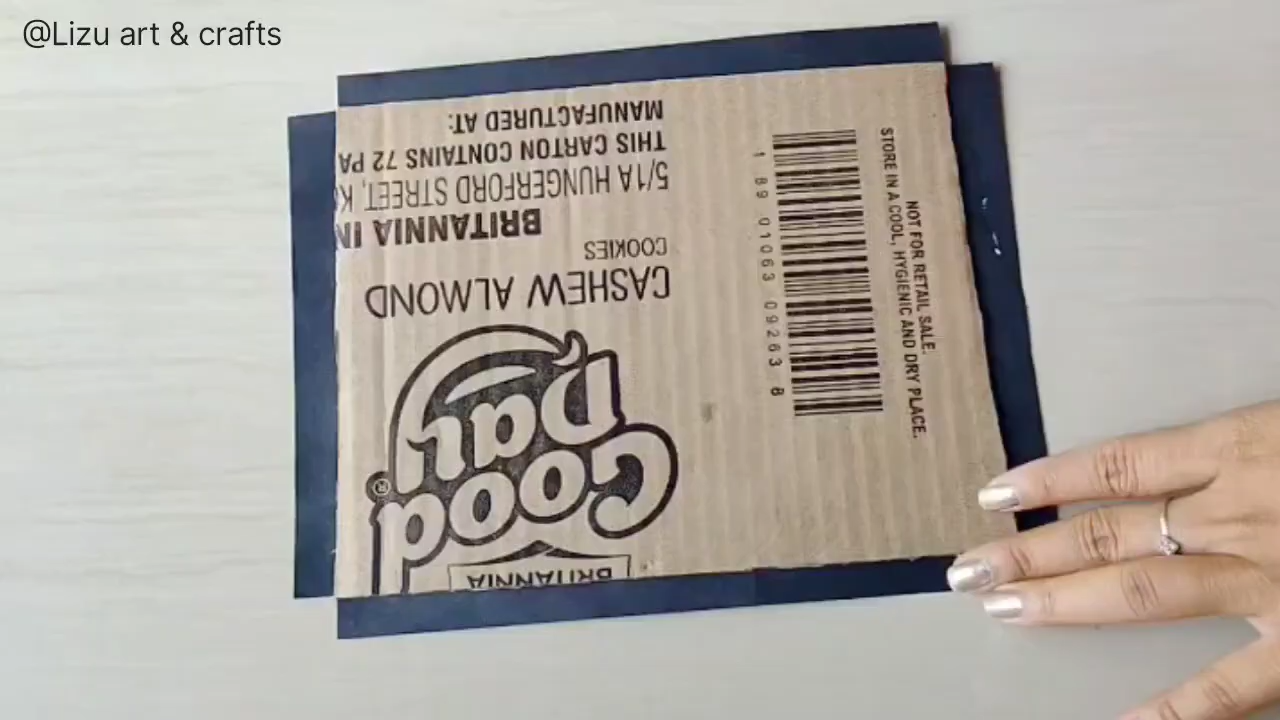 @Lizu art & crafts
BRITANNIA
Good
Day
®
CASHEW ALMOND
COOKIES
BRITANNIA IN
5/1A HUNGERFORD STREET,
THIS CARTON CONTAINS 72 PA
MANUFACTURED AT:
1 89 01063 09263 8
NOT FOR RETAIL SALE.
STORE IN A COOL, HYGIENIC AND DRY PLACE.